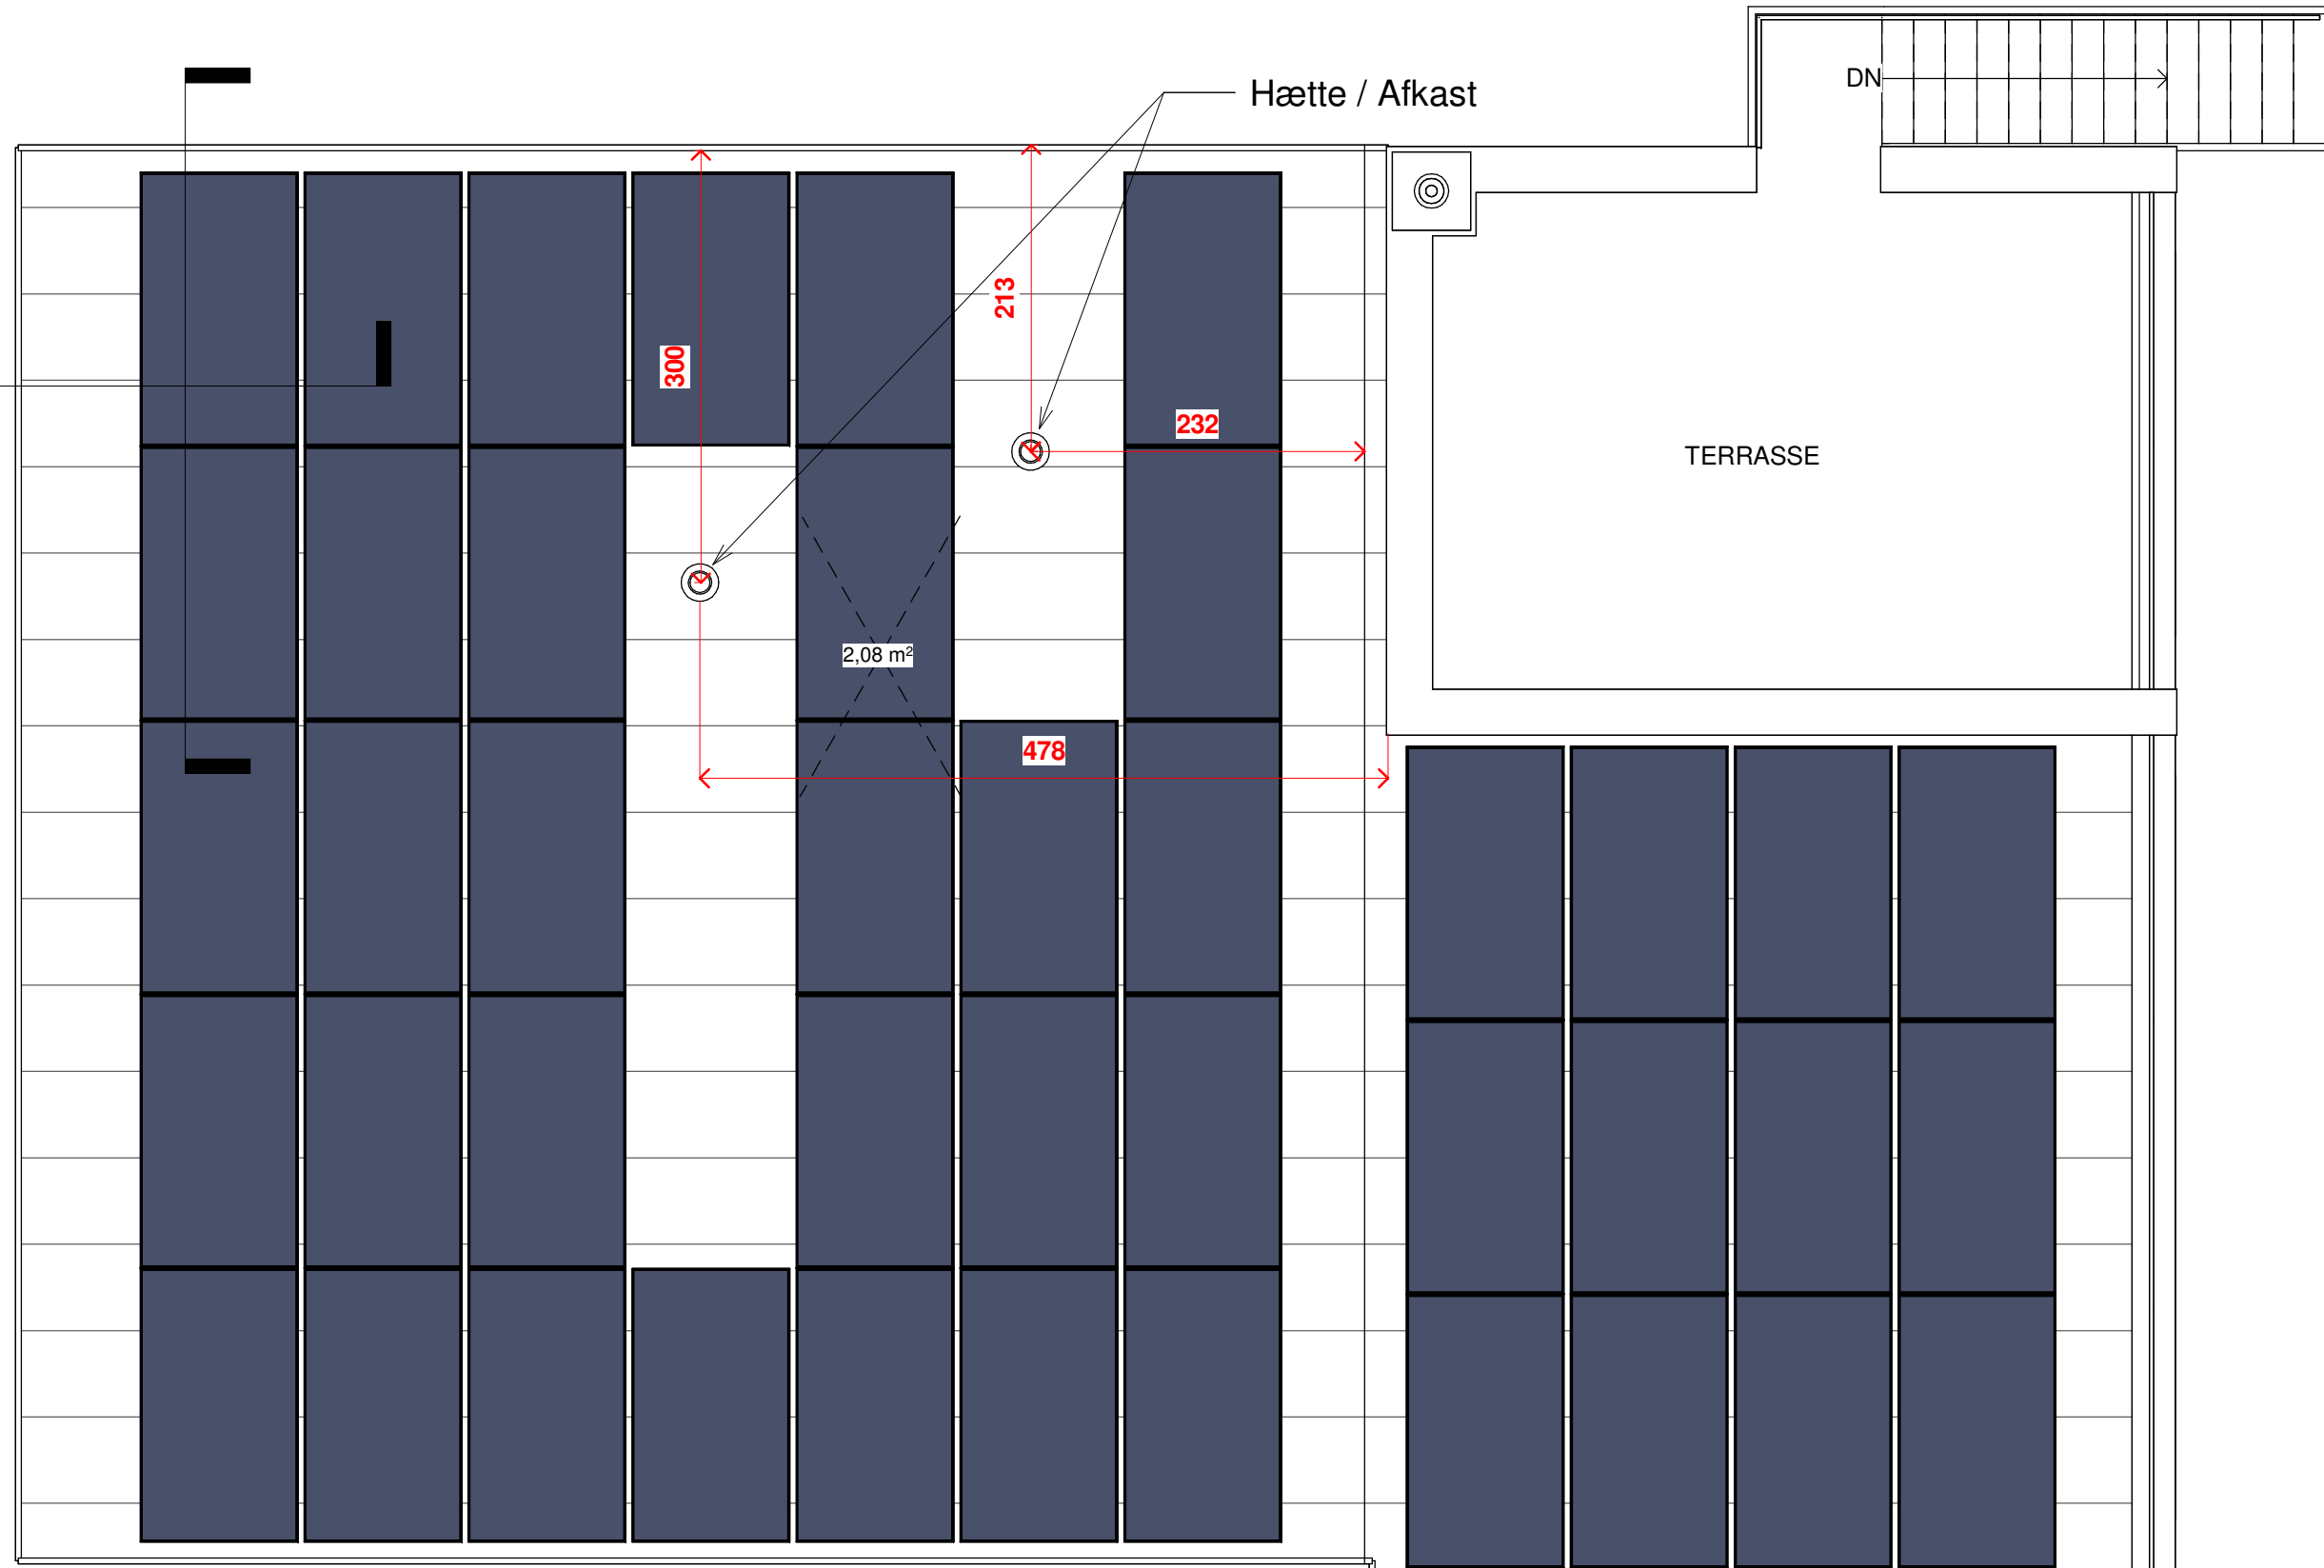 DN
Hætte / Afkast
213
300
232
TERRASSE
2,08 m²
478